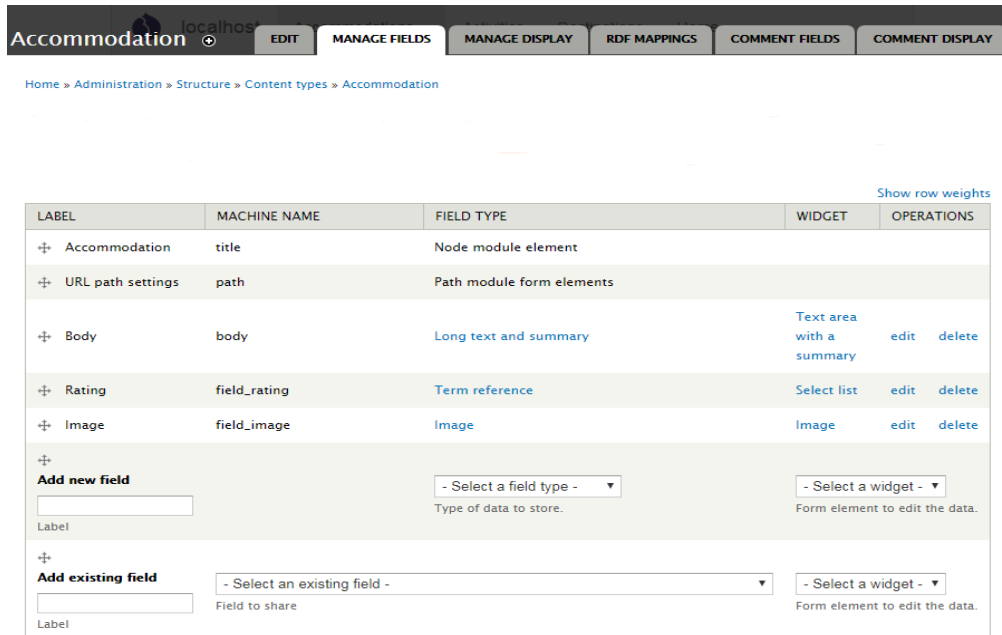 localhost Accommodations Activities Destinations Home
Accommodation EDIT MANAGE FIELDS MANAGE DISPLAY RDF MAPPINGS COMMENT FIELDS COMMENT DISPLAY
Home » Administration » Structure » Content types » Accommodation
Show row weights
LABEL MACHINE NAME FIELD TYPE WIDGET OPERATIONS
Accommodation title Node module element
URL path settings path Path module form elements
Body body Long text and summary Text area with a summary edit delete
Rating field_rating Term reference Select list edit delete
Image field_image Image Image edit delete
Add new field
- Select a field type - - Select a widget -
Type of data to store. Form element to edit the data.
Label
Add existing field
- Select an existing field - - Select a widget -
Field to share Form element to edit the data.
Label